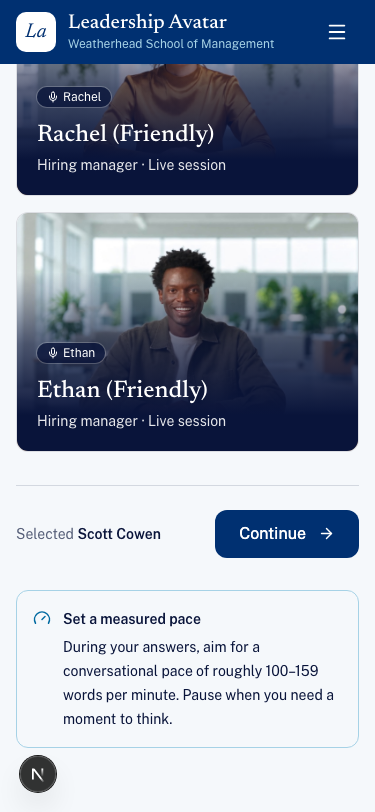 La
Leadership Avatar
Weatherhead School of Management
Rachel
Rachel (Friendly)
Hiring manager · Live session
Ethan
Ethan (Friendly)
Hiring manager · Live session
Selected Scott Cowen
Continue
Set a measured pace
During your answers, aim for a
conversational pace of roughly 100–159
words per minute. Pause when you need a
moment to think.
N